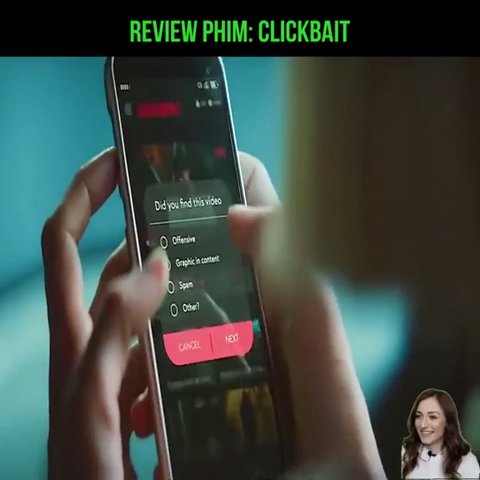 REVIEW PHIM: CLICKBAIT
Did you find this video
Offensive
Graphic in content
Spam
Other?
CANCEL
NEXT